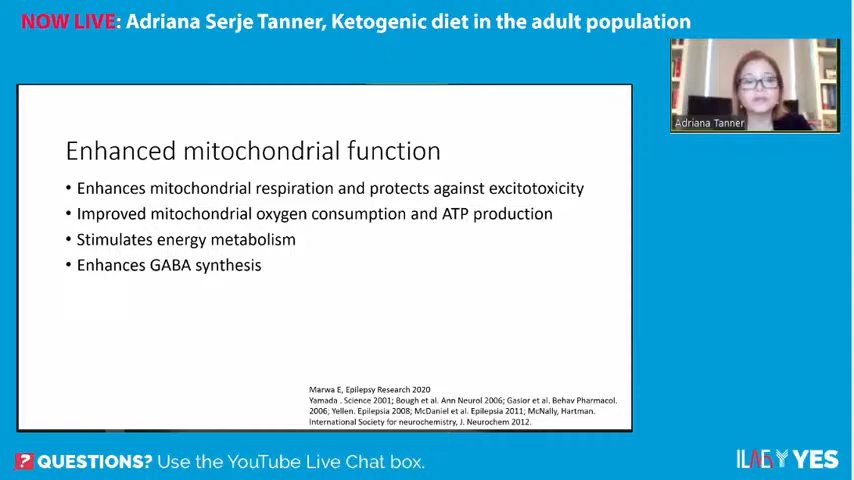 NOW LIVE: Adriana Serje Tanner, Ketogenic diet in the adult population
Adriana Tanner
Enhanced mitochondrial function
• Enhances mitochondrial respiration and protects against excitotoxicity
• Improved mitochondrial oxygen consumption and ATP production
• Stimulates energy metabolism
• Enhances GABA synthesis
Marwa E, Epilepsy Research 2020
Yamada . Science 2001; Bough et al. Ann Neurol 2006; Gasior et al. Behav Pharmacol.
2006; Yellen. Epilepsia 2008; McDaniel et al. Epilepsia 2011; McNally, Hartman.
International Society for neurochemistry, J. Neurochem 2012.
? QUESTIONS? Use the YouTube Live Chat box.
ILAE YES